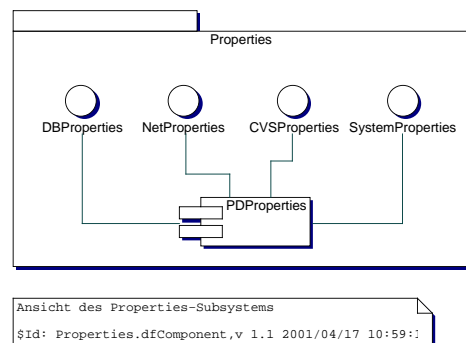 Properties
DBProperties NetProperties CVSProperties SystemProperties
PDProperties
Ansicht des Properties-Subsystems
$Id: Properties.dfComponent,v 1.1 2001/04/17 10:59:1